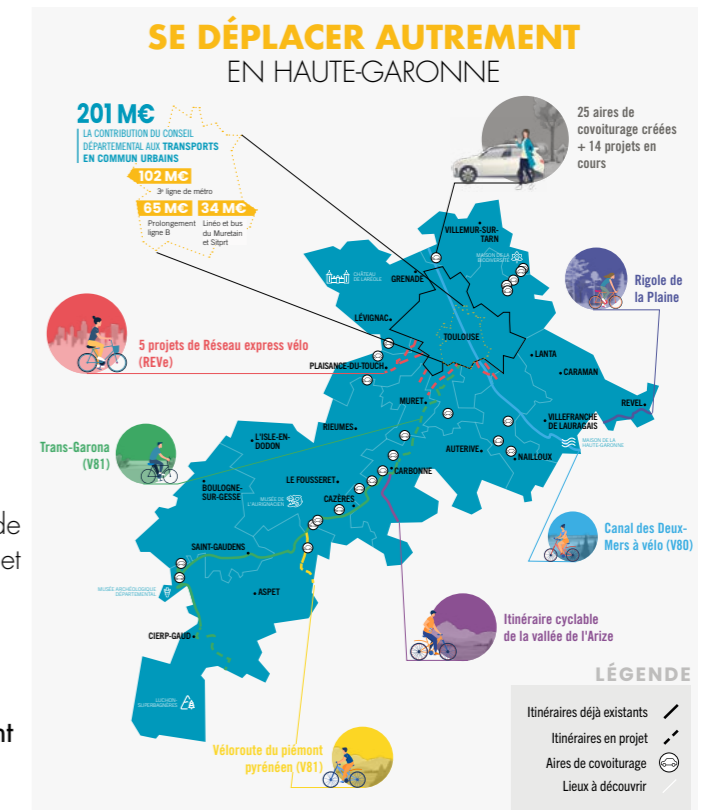 SE DÉPLACER AUTREMENT
EN HAUTE-GARONNE
201 M€
LA CONTRIBUTION DU CONSEIL
DÉPARTEMENTAL AUX TRANSPORTS
EN COMMUN URBAINS
102 M€
3e ligne de métro
65 M€
34 M€
Prolongement
ligne B
Linéo et bus
du Muretain
et Sitprt
25 aires de
covoiturage créées
+ 14 projets en
cours
VILLEMUR-SUR-
TARN
MAISON DE LA
BIODIVERSITÉ
CHÂTEAU
DE LARÉOLE
GRENADE
Rigole de
la Plaine
LÉVIGNAC
TOULOUSE
5 projets de Réseau express vélo
(REVe)
PLAISANCE-DU-TOUCH
LANTA
CARAMAN
MURET
REVEL
VILLEFRANCHE
DE LAURAGAIS
RIEUMES
L'ISLE-EN-
DODON
MAISON DE LA
HAUTE-GARONNE
Trans-Garona
(V81)
AUTERIVE
NAILLOUX
CARBONNE
LE FOUSSERET
BOULOGNE-
SUR-GESSE
MUSÉE DE
L'AURIGNACIEN
CAZÈRES
de
et
Canal des Deux-
Mers à vélo (V80)
SAINT-GAUDENS
MUSÉE ARCHÉOLOGIQUE
DÉPARTEMENTAL
ASPET
Itinéraire cyclable
de la vallée de l'Arize
CIERP-GAUD
LUCHON-
SUPERBAGNÈRES
nt
Véloroute du piémont
pyrénéen (V81)
LÉGENDE
Itinéraires déjà existants
Itinéraires en projet
Aires de covoiturage
Lieux à découvrir